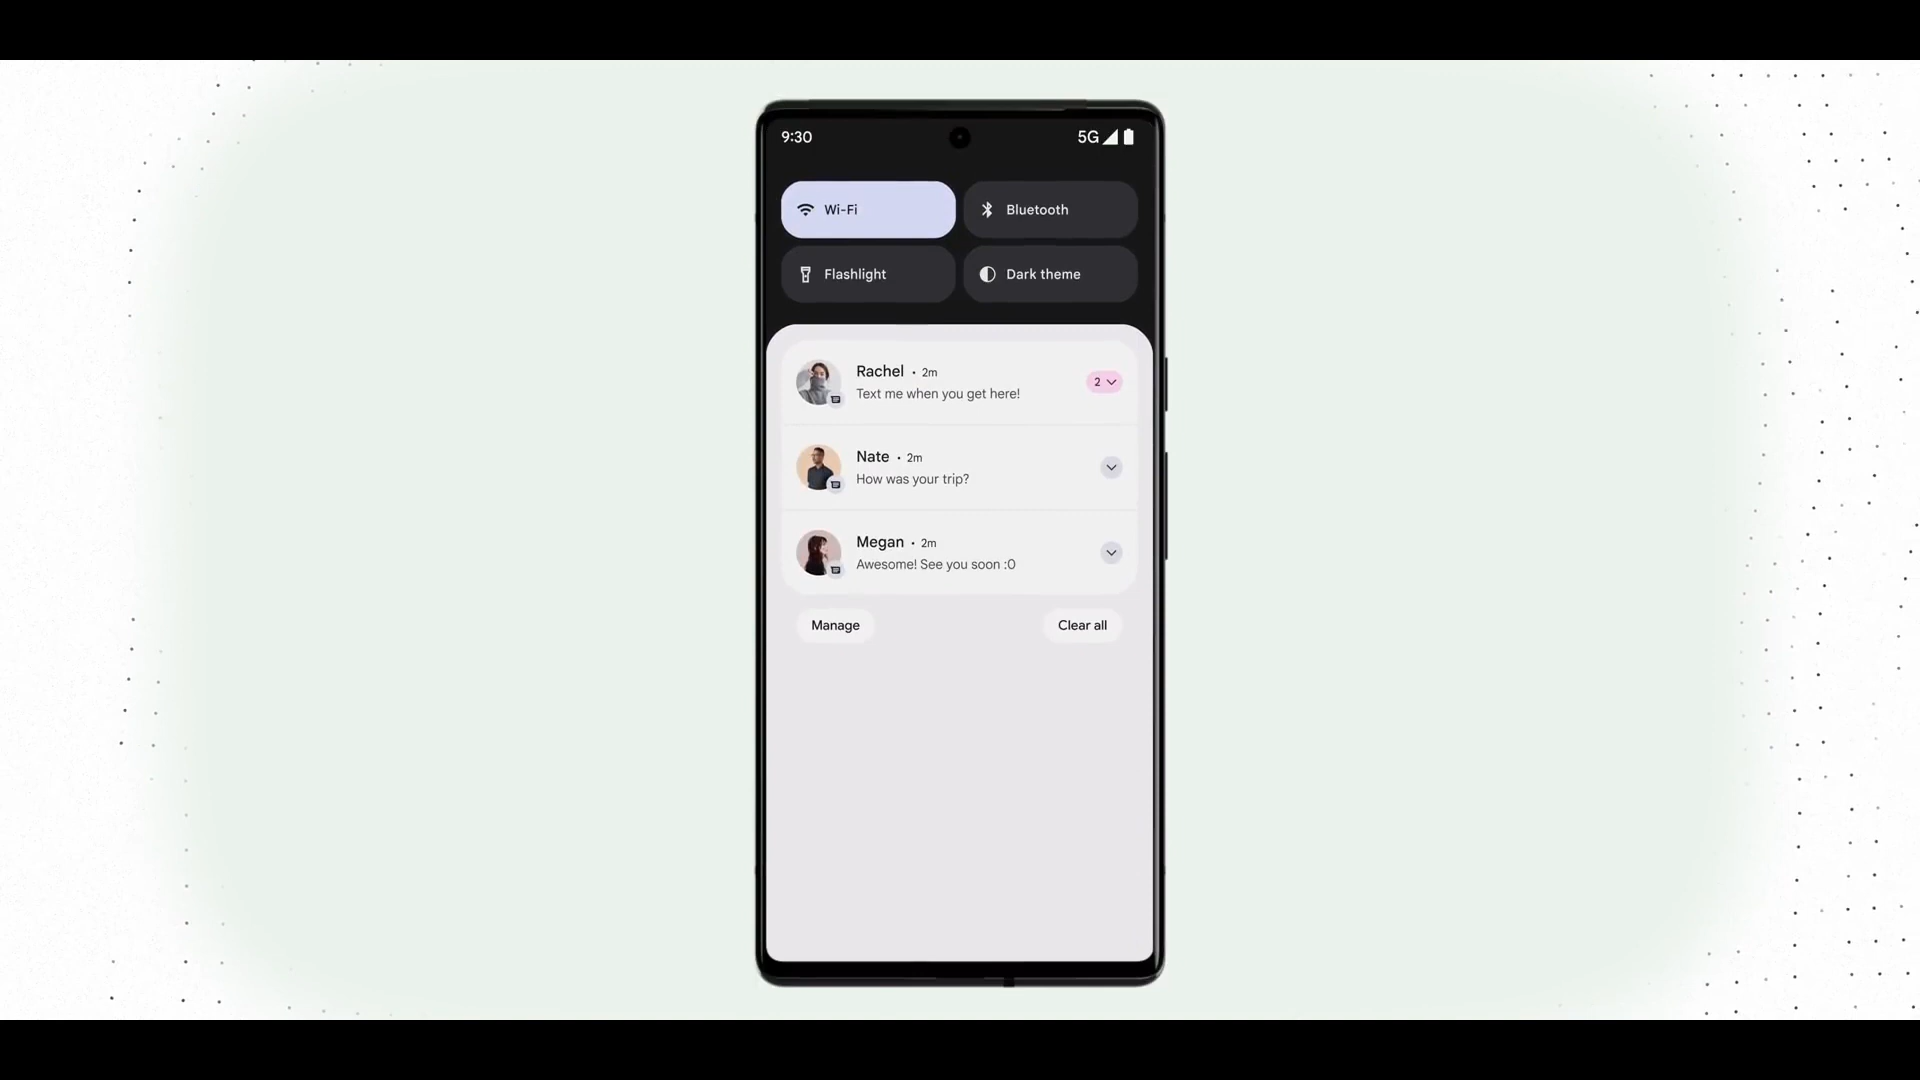 9:30 5G
Wi-Fi Bluetooth
Flashlight Dark theme
Rachel • 2m
Text me when you get here!
2
Nate • 2m
How was your trip?
Megan • 2m
Awesome! See you soon :0
Manage Clear all